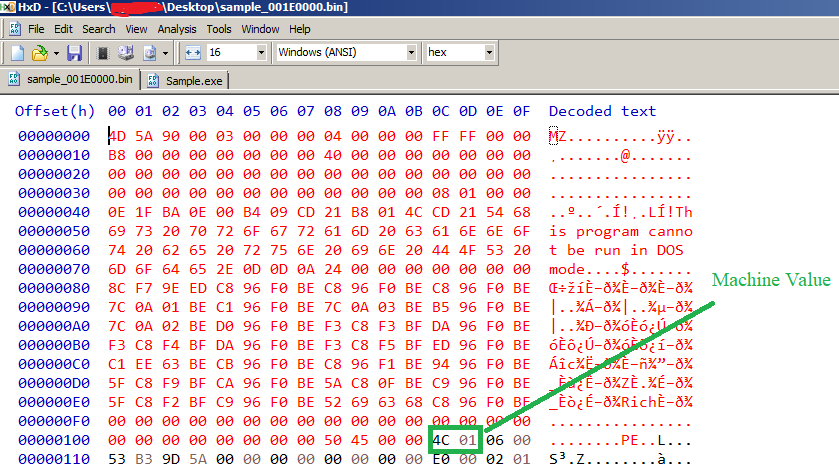 HxD - [C:\Users\ \Desktop\sample_001E0000.bin]
File Edit Search View Analysis Tools Window Help
16 Windows (ANSI) hex
sample_001E0000.bin Sample.exe
Offset(h) 00 01 02 03 04 05 06 07 08 09 0A 0B 0C 0D 0E 0F Decoded text
00000000 4D 5A 90 00 03 00 00 00 04 00 00 00 FF FF 00 00 MZ..........ÿÿ..
00000010 B8 00 00 00 00 00 00 00 40 00 00 00 00 00 00 00 ¸.......@.......
00000020 00 00 00 00 00 00 00 00 00 00 00 00 00 00 00 00 ................
00000030 00 00 00 00 00 00 00 00 00 00 00 00 08 01 00 00 ................
00000040 0E 1F BA 0E 00 B4 09 CD 21 B8 01 4C CD 21 54 68 ..º..´.Í!¸.LÍ!Th
00000050 69 73 20 70 72 6F 67 72 61 6D 20 63 61 6E 6E 6F is program canno
00000060 74 20 62 65 20 72 75 6E 20 69 6E 20 44 4F 53 20 t be run in DOS
00000070 6D 6F 64 65 2E 0D 0D 0A 24 00 00 00 00 00 00 00 mode....$.......
00000080 8C F7 9E ED C8 96 F0 BE C8 96 F0 BE C8 96 F0 BE Œ÷žíÈ–ð¾È–ð¾È–ð¾
00000090 7C 0A 01 BE C1 96 F0 BE 7C 0A 03 BE B5 96 F0 BE |..¾Á–ð¾|..¾µ–ð¾
000000A0 7C 0A 02 BE D0 96 F0 BE F3 C8 F3 BF DA 96 F0 BE |..¾Ð–ð¾óÈó¿Ú–ð¾
000000B0 F3 C8 F4 BF DA 96 F0 BE F3 C8 F5 BF ED 96 F0 BE óÈô¿Ú–ð¾óÈõ¿í–ð¾
000000C0 C1 EE 63 BE CB 96 F0 BE C8 96 F1 BE 94 96 F0 BE Áîc¾Ë–ð¾È–ñ¾”–ð¾
000000D0 5F C8 F9 BF CA 96 F0 BE 5A C8 0F BE C9 96 F0 BE _Èù¿Ê–ð¾ZÈ.¾É–ð¾
000000E0 5F C8 F2 BF C9 96 F0 BE 52 69 63 68 C8 96 F0 BE _Èò¿É–ð¾RichÈ–ð¾
000000F0 00 00 00 00 00 00 00 00 00 00 00 00 00 00 00 00 ................
00000100 00 00 00 00 00 00 00 00 50 45 00 00 4C 01 06 00 ........PE..L...
00000110 53 B3 9D 5A 00 00 00 00 00 00 00 00 E0 00 02 01 S³.Z........à...
Machine Value